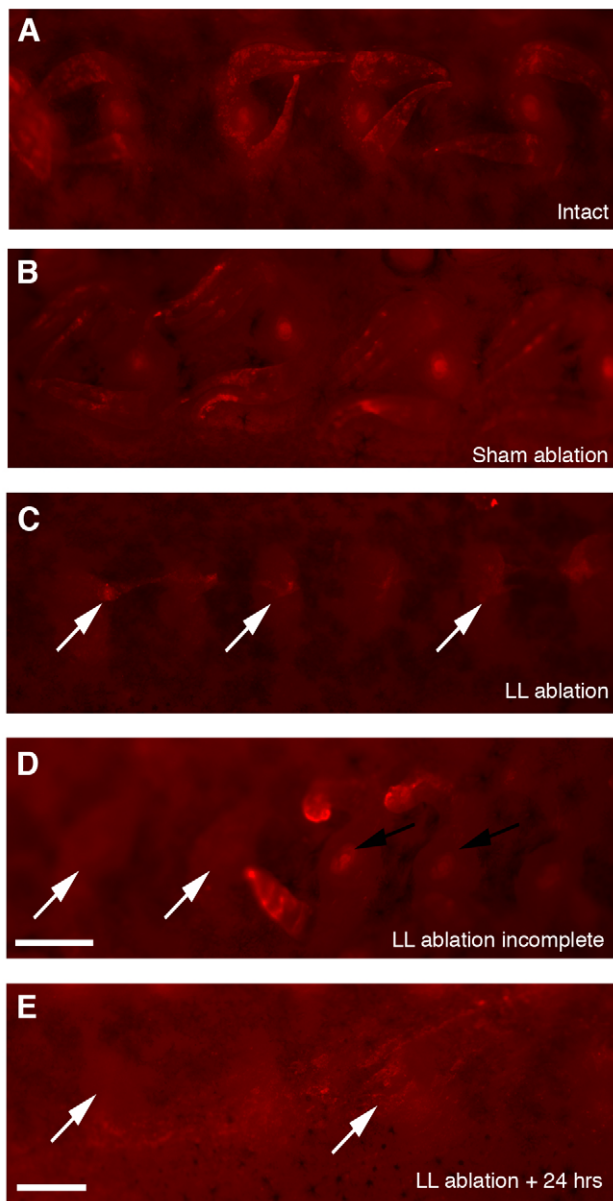 A
Intact
B
Sham ablation
C
LL ablation
D
LL ablation incomplete
E
LL ablation + 24 hrs